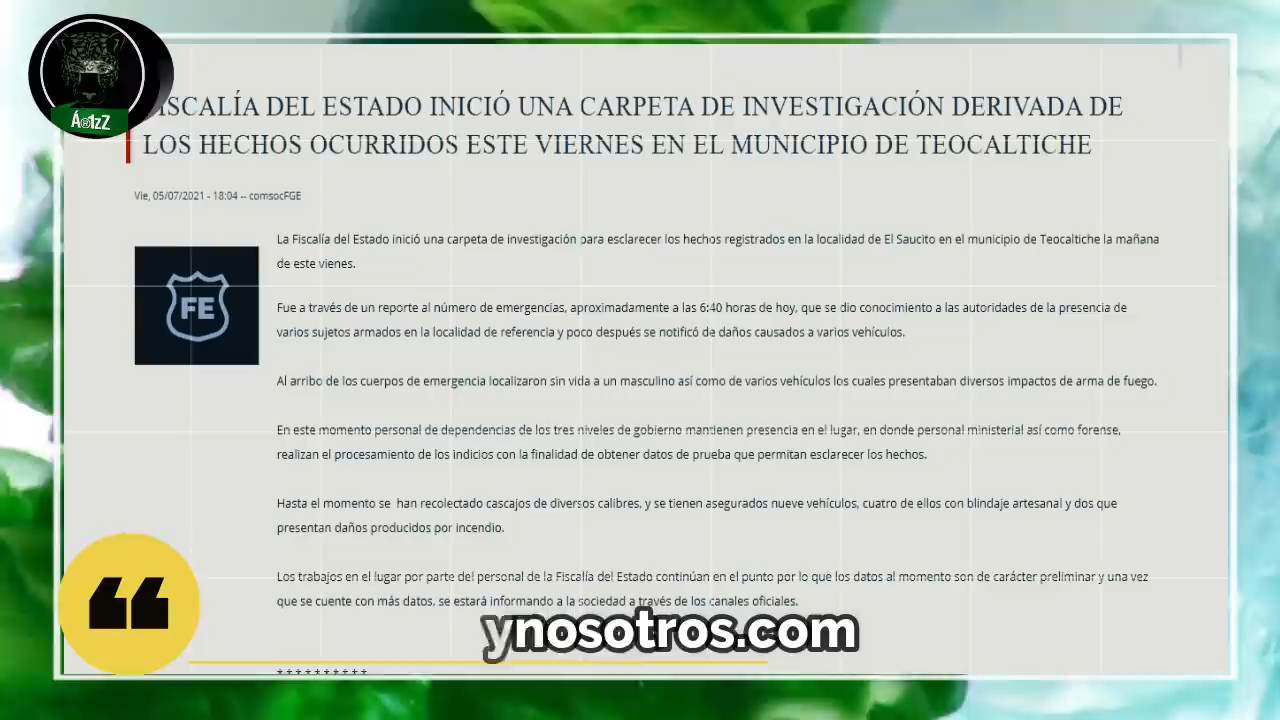 Á@1zZ
ISCALÍA DEL ESTADO INICIÓ UNA CARPETA DE INVESTIGACIÓN DERIVADA DE
LOS HECHOS OCURRIDOS ESTE VIERNES EN EL MUNICIPIO DE TEOCALTICHE
Vie, 05/07/2021 - 18:04 -- comsocFGE
FE
La Fiscalía del Estado inició una carpeta de investigación para esclarecer los hechos registrados en la localidad de El Saucito en el municipio de Teocaltiche la mañana
de este vienes.
Fue a través de un reporte al número de emergencias, aproximadamente a las 6:40 horas de hoy, que se dio conocimiento a las autoridades de la presencia de
varios sujetos armados en la localidad de referencia y poco después se notificó de daños causados a varios vehículos.
Al arribo de los cuerpos de emergencia localizaron sin vida a un masculino así como de varios vehículos los cuales presentaban diversos impactos de arma de fuego.
En este momento personal de dependencias de los tres niveles de gobierno mantienen presencia en el lugar, en donde personal ministerial así como forense,
realizan el procesamiento de los indicios con la finalidad de obtener datos de prueba que permitan esclarecer los hechos.
Hasta el momento se han recolectado cascajos de diversos calibres, y se tienen asegurados nueve vehículos, cuatro de ellos con blindaje artesanal y dos que
presentan daños producidos por incendio.
Los trabajos en el lugar por parte del personal de la Fiscalía del Estado continúan en el punto por lo que los datos al momento son de carácter preliminar y una vez
que se cuente con más datos, se estará informando a la sociedad a través de los canales oficiales.
ynosotros.com
++++++++++